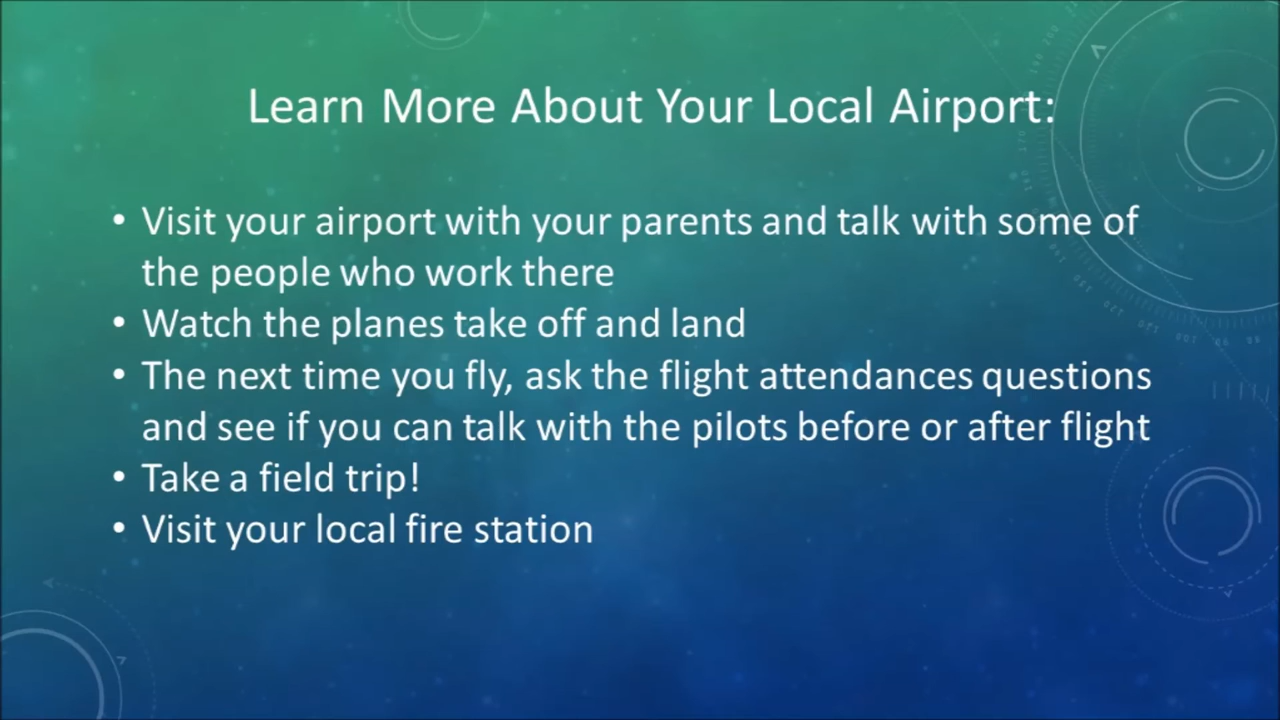 Learn More About Your Local Airport:
• Visit your airport with your parents and talk with some of
the people who work there
• Watch the planes take off and land
• The next time you fly, ask the flight attendances questions
and see if you can talk with the pilots before or after flight
• Take a field trip!
• Visit your local fire station